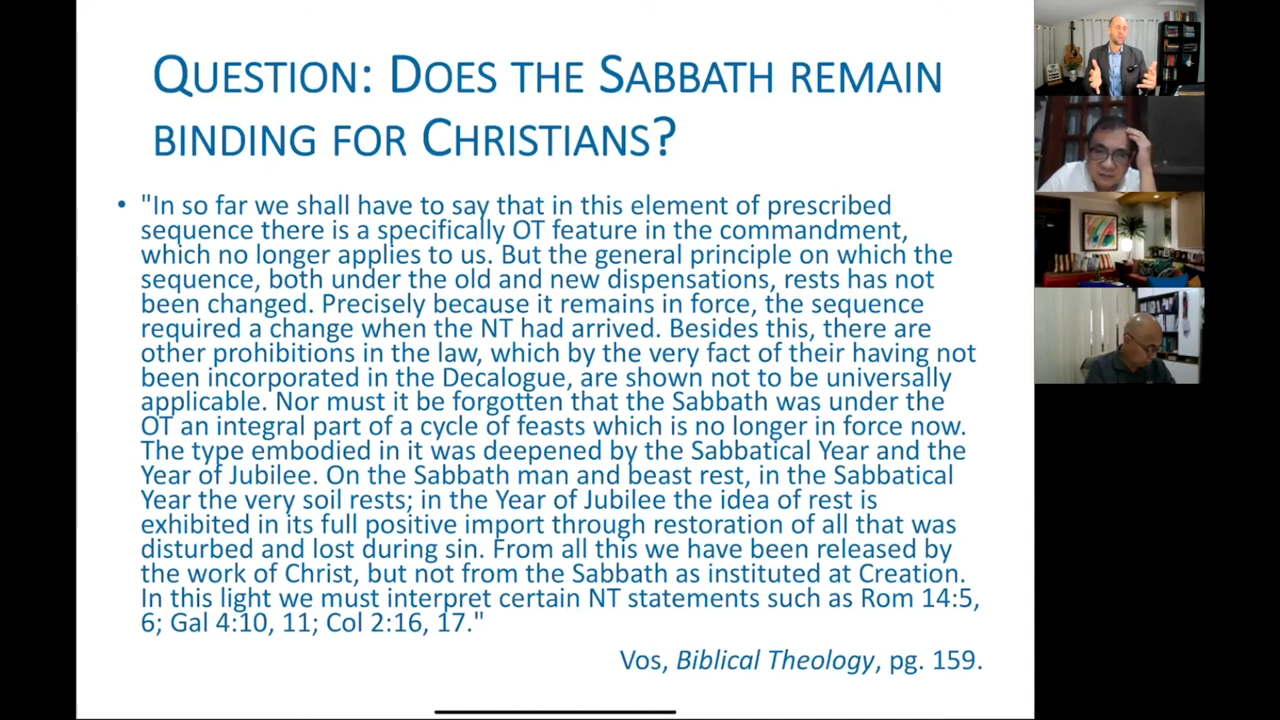 QUESTION: DOES THE SABBATH REMAIN
BINDING FOR CHRISTIANS?
• "In so far we shall have to say that in this element of prescribed
sequence there is a specifically OT feature in the commandment,
which no longer applies to us. But the general principle on which the
sequence, both under the old and new dispensations, rests has not
been changed. Precisely because it remains in force, the sequence
required a change when the NT had arrived. Besides this, there are
other prohibitions in the law, which by the very fact of their having not
been incorporated in the Decalogue, are shown not to be universally
applicable. Nor must it be forgotten that the Sabbath was under the
OT an integral part of a cycle of feasts which is no longer in force now.
The type embodied in it was deepened by the Sabbatical Year and the
Year of Jubilee. On the Sabbath man and beast rest, in the Sabbatical
Year the very soil rests; in the Year of Jubilee the idea of rest is
exhibited in its full positive import through restoration of all that was
disturbed and lost during sin. From all this we have been released by
the work of Christ, but not from the Sabbath as instituted at Creation.
In this light we must interpret certain NT statements such as Rom 14:5,
6; Gal 4:10, 11; Col 2:16, 17."
Vos, Biblical Theology, pg. 159.